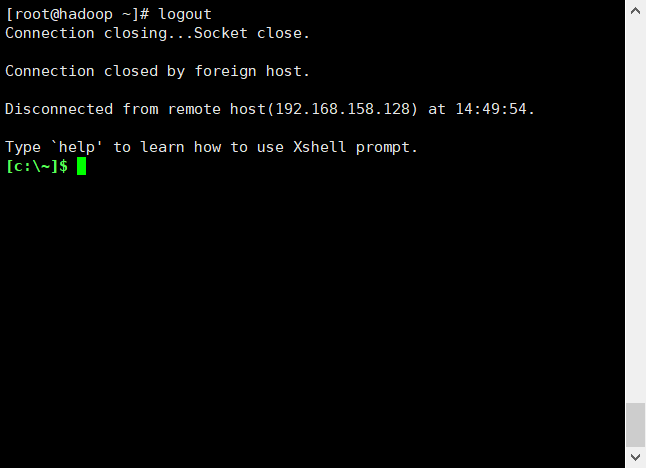 [root@hadoop ~]# logout
Connection closing...Socket close.
Connection closed by foreign host.
Disconnected from remote host(192.168.158.128) at 14:49:54.
Type `help' to learn how to use Xshell prompt.
[c:\~]$